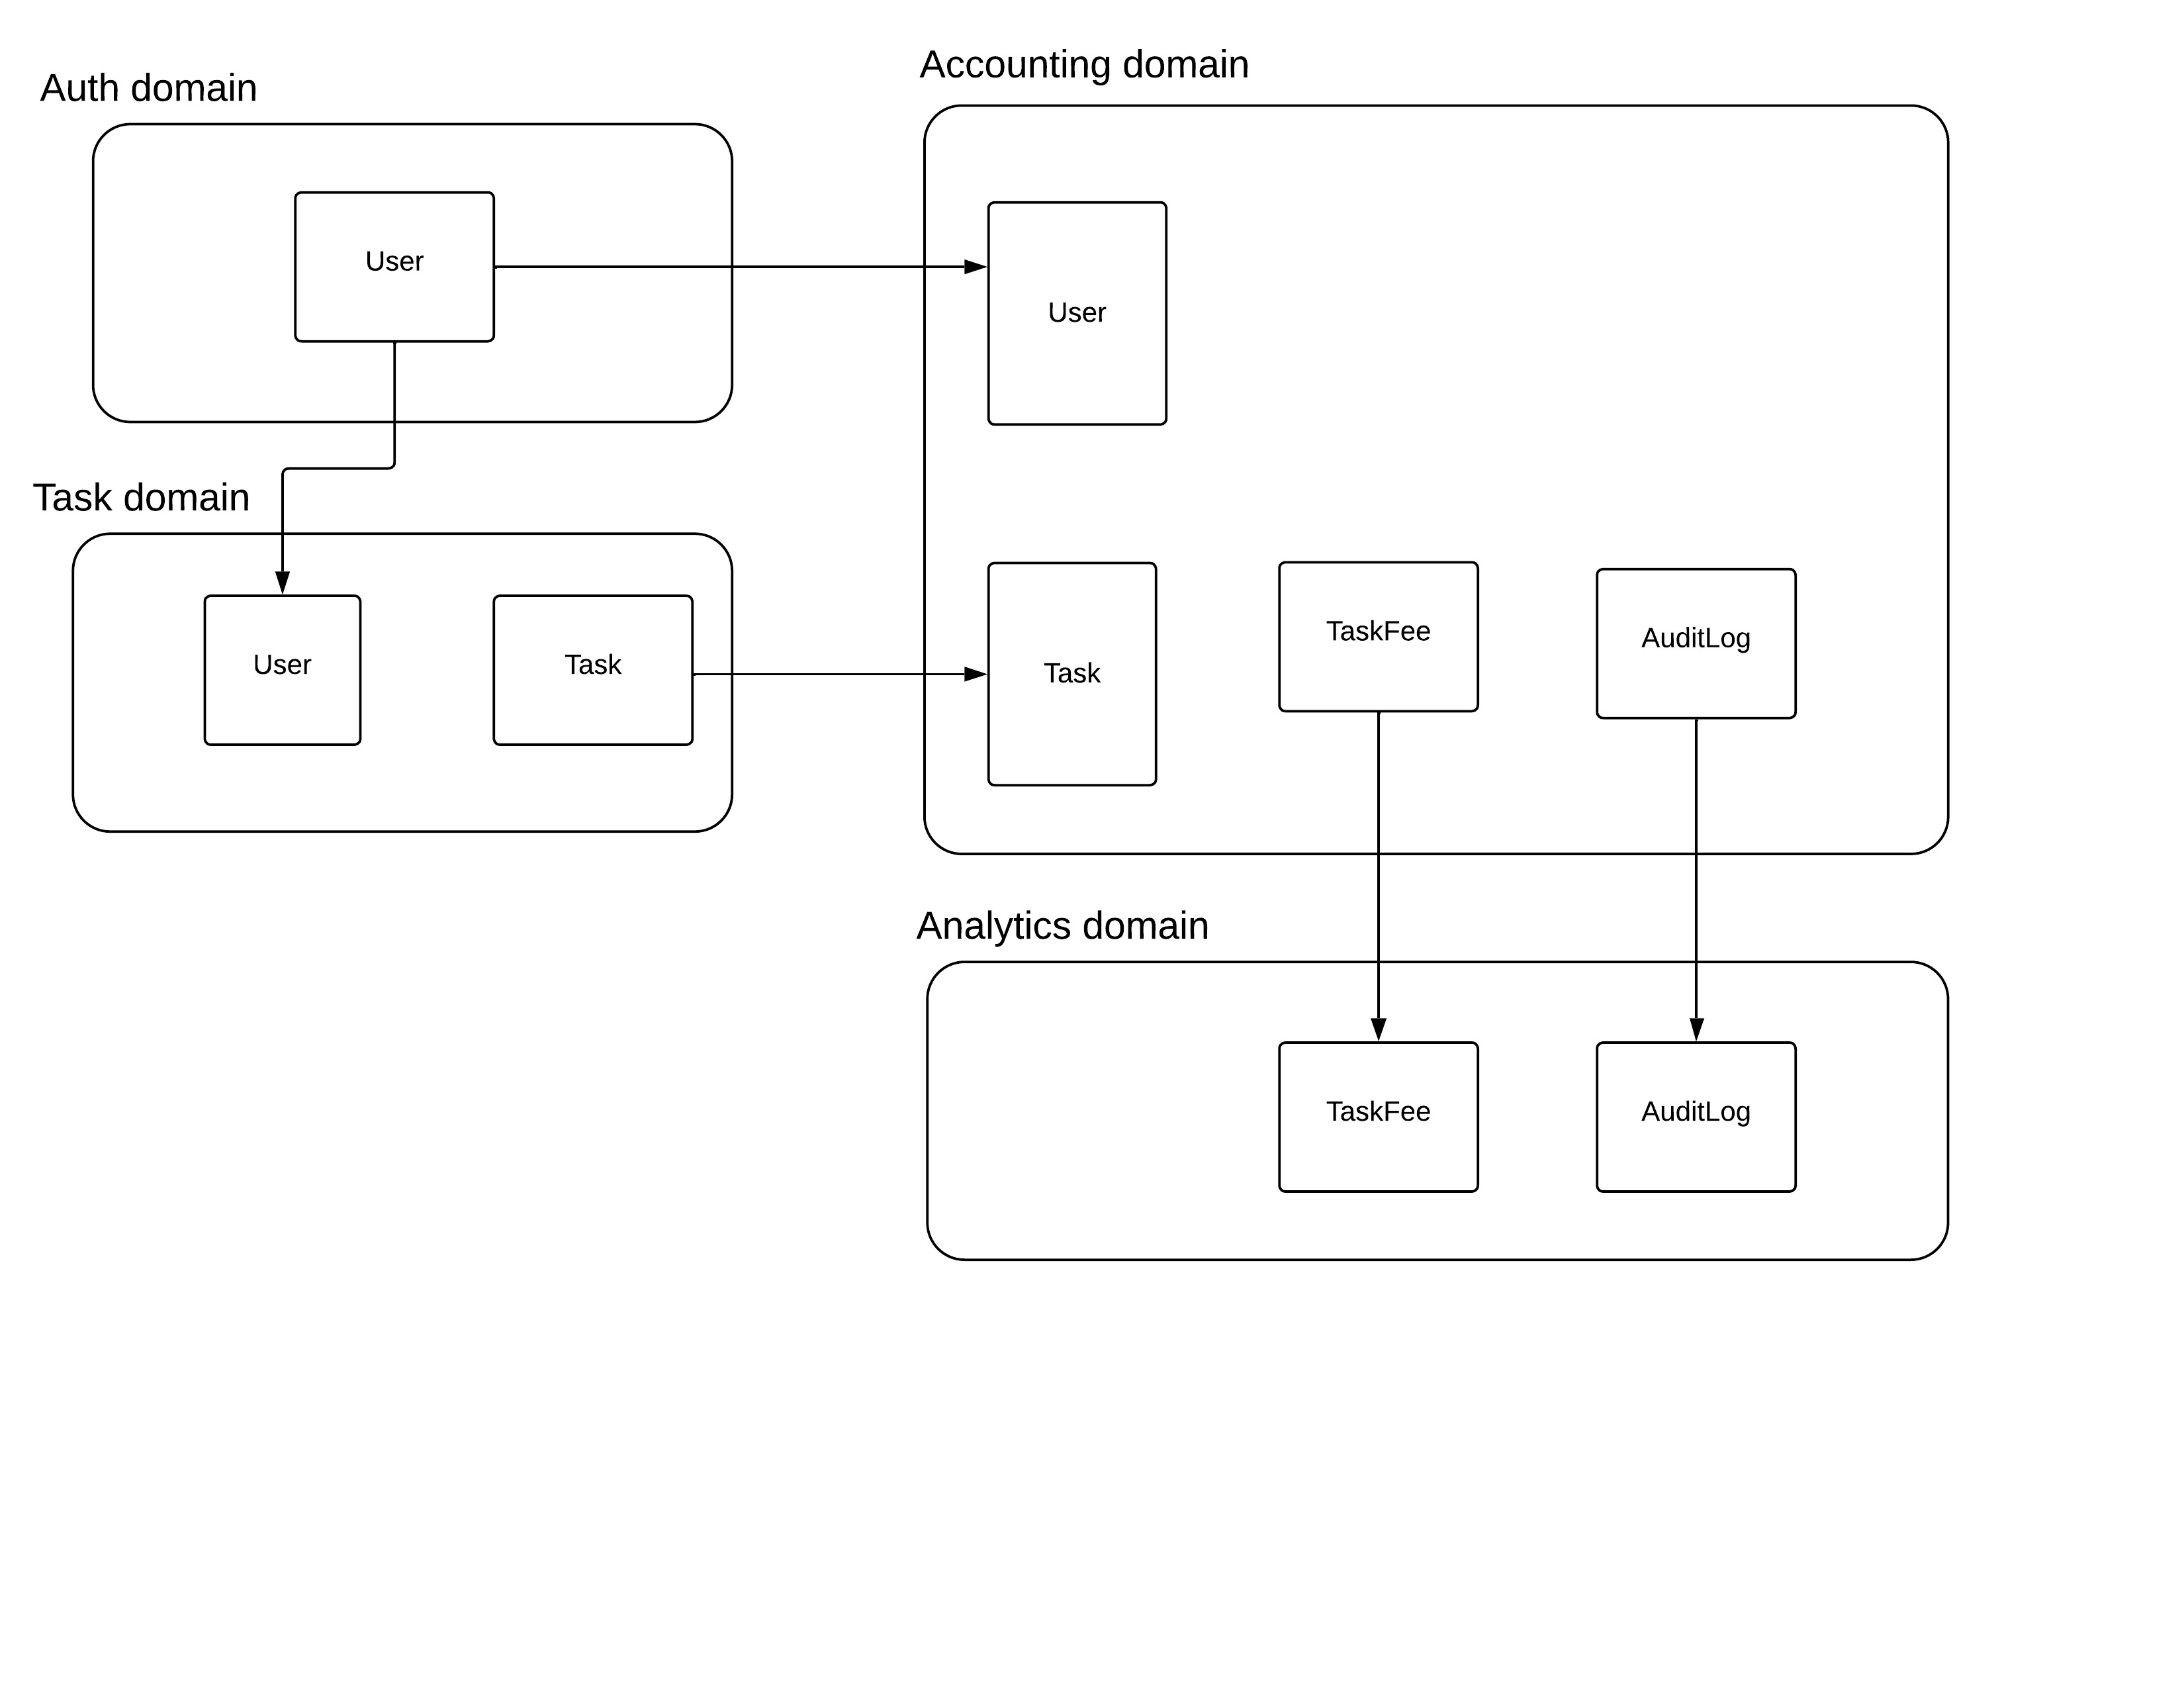 Auth domain
User
Task domain
User
Task
Accounting domain
User
Task
TaskFee
AuditLog
Analytics domain
TaskFee
AuditLog